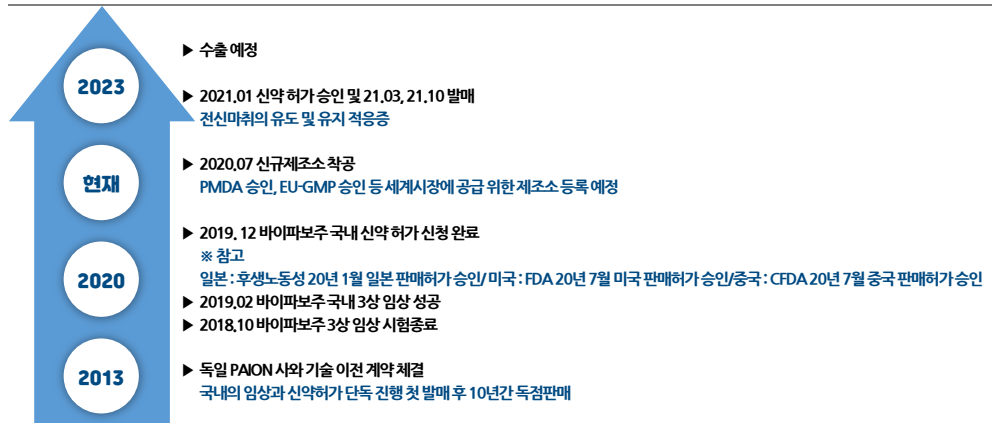 2023
▶ 수출 예정
▶ 2021.01 신약 허가 승인 및 21.03, 21.10 발매
전신마취의 유도 및 유지 적응증
현재
▶ 2020.07 신규제조소 착공
PMDA 승인, EU-GMP 승인 등 세계시장에 공급 위한 제조소 등록 예정
2020
▶ 2019. 12 바이파보주 국내 신약 허가 신청 완료
※ 참고
일본 : 후생노동성 20년 1월 일본 판매허가 승인/ 미국 : FDA 20년 7월 미국 판매허가 승인/중국 : CFDA 20년 7월 중국 판매허가 승인
▶ 2019.02 바이파보주 국내 3상 임상 성공
▶ 2018.10 바이파보주 3상 임상 시험종료
2013
▶ 독일 PAION 사와 기술 이전 계약 체결
국내의 임상과 신약허가 단독 진행 첫 발매 후 10년간 독점판매